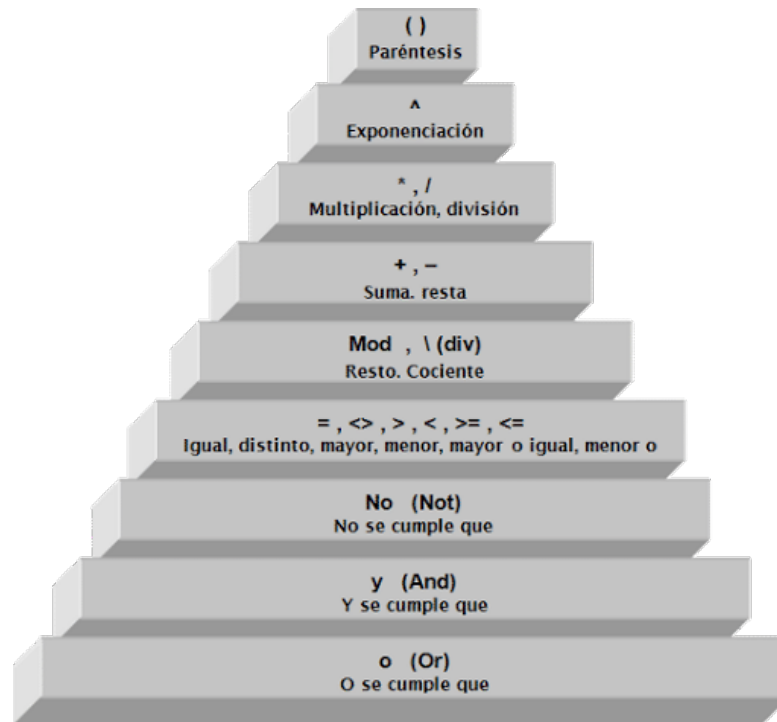 ( )
Paréntesis
^
Exponenciación
* , /
Multiplicación, división
+ , –
Suma. resta
Mod , \ (div)
Resto. Cociente
= , <> , > , < , >= , <=
Igual, distinto, mayor, menor, mayor o igual, menor o
No (Not)
No se cumple que
y (And)
Y se cumple que
o (Or)
O se cumple que